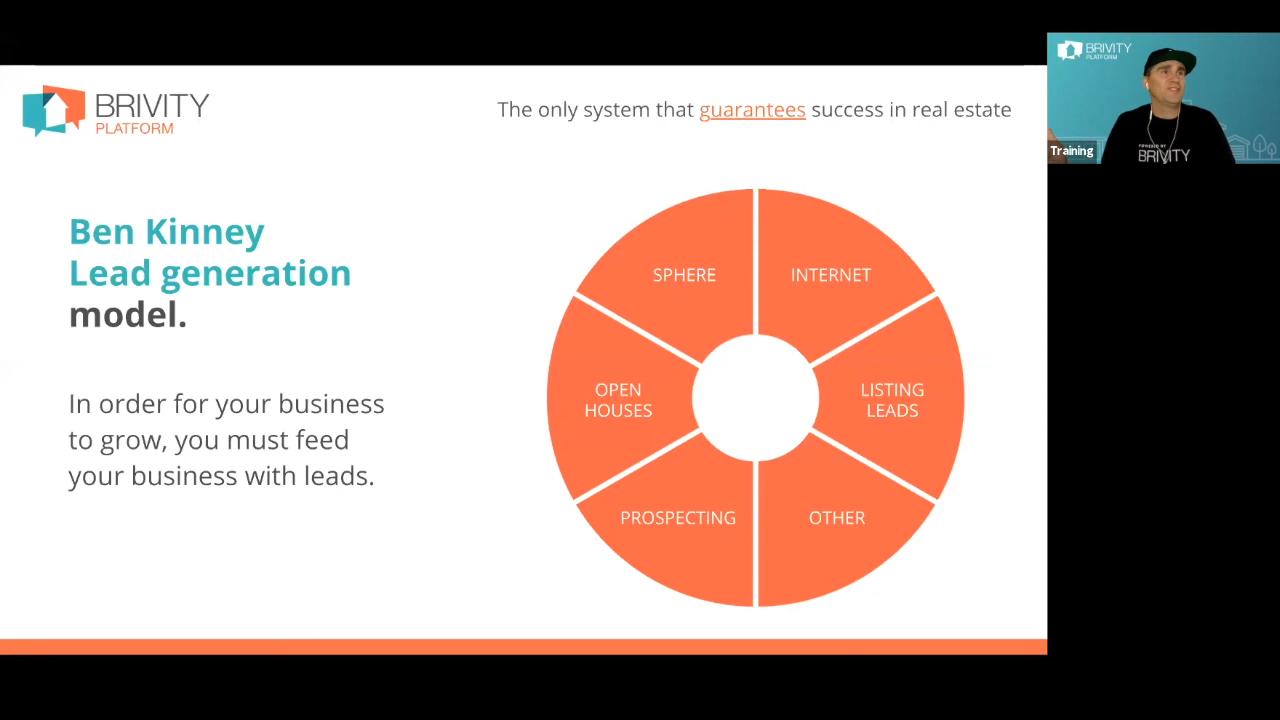 BRIVITY
PLATFORM
The only system that guarantees success in real estate
Ben Kinney
Lead generation
model.
In order for your business
to grow, you must feed
your business with leads.
SPHERE
INTERNET
OPEN
HOUSES
LISTING
LEADS
PROSPECTING
OTHER
BRIVITY
PLATFORM
POWERED BY
BRIVITY
Training